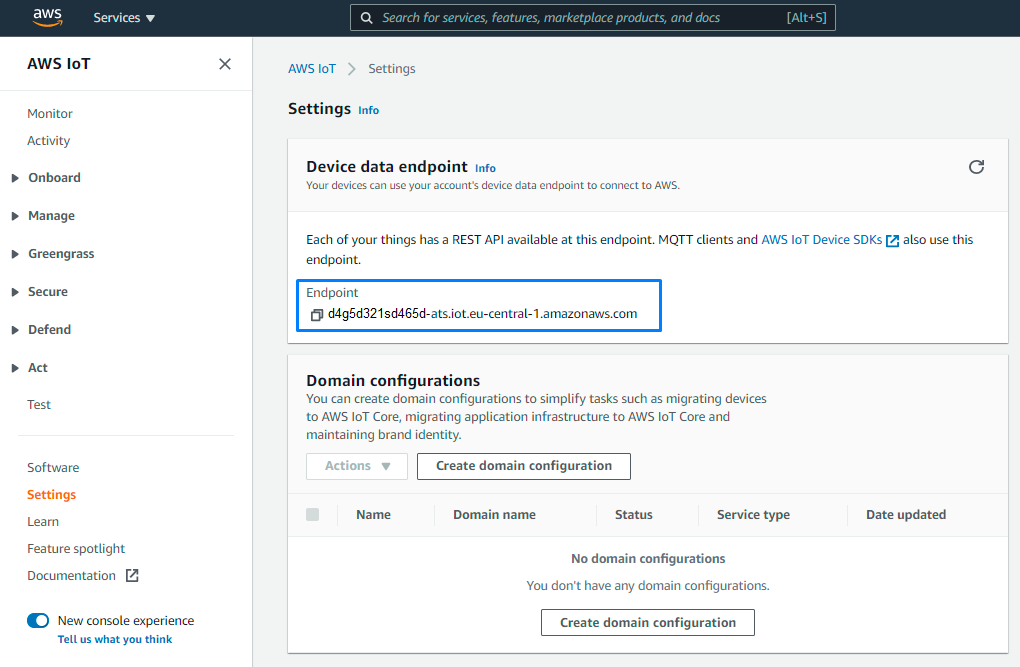 aws
Services
Search for services, features, marketplace products, and docs [Alt+S]
AWS IoT
Monitor
Activity
Onboard
Manage
Greengrass
Secure
Defend
Act
Test
Software
Settings
Learn
Feature spotlight
Documentation
New console experience
Tell us what you think
AWS IoT Settings
Settings Info
Device data endpoint Info
Your devices can use your account's device data endpoint to connect to AWS.
Each of your things has a REST API available at this endpoint. MQTT clients and AWS IoT Device SDKs also use this
endpoint.
Endpoint
d4g5d321sd465d-ats.iot.eu-central-1.amazonaws.com
Domain configurations
You can create domain configurations to simplify tasks such as migrating devices
to AWS IoT Core, migrating application infrastructure to AWS IoT Core and
maintaining brand identity.
Actions Create domain configuration
Name Domain name Status Service type Date updated
No domain configurations
You don't have any domain configurations.
Create domain configuration